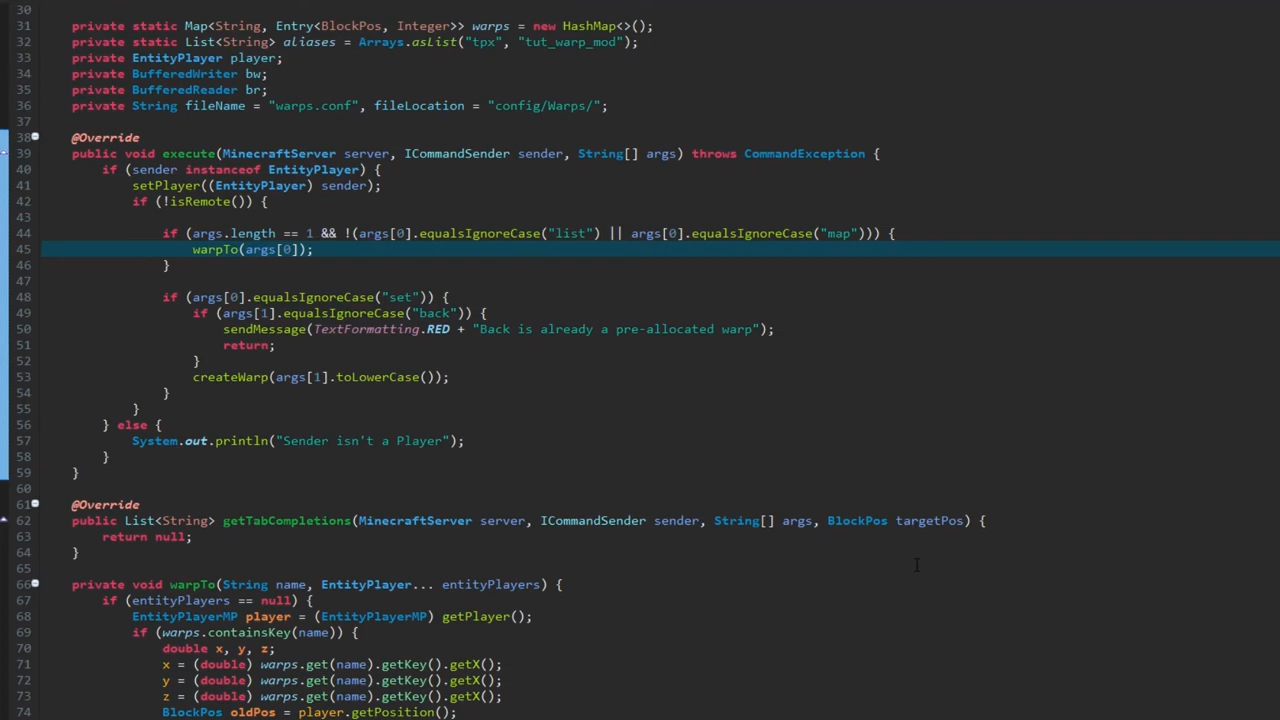 30
31 private static Map<String, Entry<BlockPos, Integer>> warps = new HashMap<>();
32 private static List<String> aliases = Arrays.asList("tpx", "tut_warp_mod");
33 private EntityPlayer player;
34 private BufferedWriter bw;
35 private BufferedReader br;
36 private String fileName = "warps.conf", fileLocation = "config/Warps/";
37
38 @Override
39 public void execute(MinecraftServer server, ICommandSender sender, String[] args) throws CommandException {
40 if (sender instanceof EntityPlayer) {
41 setPlayer((EntityPlayer) sender);
42 if (!isRemote()) {
43
44 if (args.length == 1 && !(args[0].equalsIgnoreCase("list") || args[0].equalsIgnoreCase("map"))) {
45 warpTo(args[0]);
46 }
47
48 if (args[0].equalsIgnoreCase("set")) {
49 if (args[1].equalsIgnoreCase("back")) {
50 sendMessage(TextFormatting.RED + "Back is already a pre-allocated warp");
51 return;
52 }
53 createWarp(args[1].toLowerCase());
54 }
55 }
56 } else {
57 System.out.println("Sender isn't a Player");
58 }
59 }
60
61 @Override
62 public List<String> getTabCompletions(MinecraftServer server, ICommandSender sender, String[] args, BlockPos targetPos) {
63 return null;
64 }
65
66 private void warpTo(String name, EntityPlayer... entityPlayers) {
67 if (entityPlayers == null) {
68 EntityPlayerMP player = (EntityPlayerMP) getPlayer();
69 if (warps.containsKey(name)) {
70 double x, y, z;
71 x = (double) warps.get(name).getKey().getX();
72 y = (double) warps.get(name).getKey().getX();
73 z = (double) warps.get(name).getKey().getX();
74 BlockPos oldPos = player.getPosition();